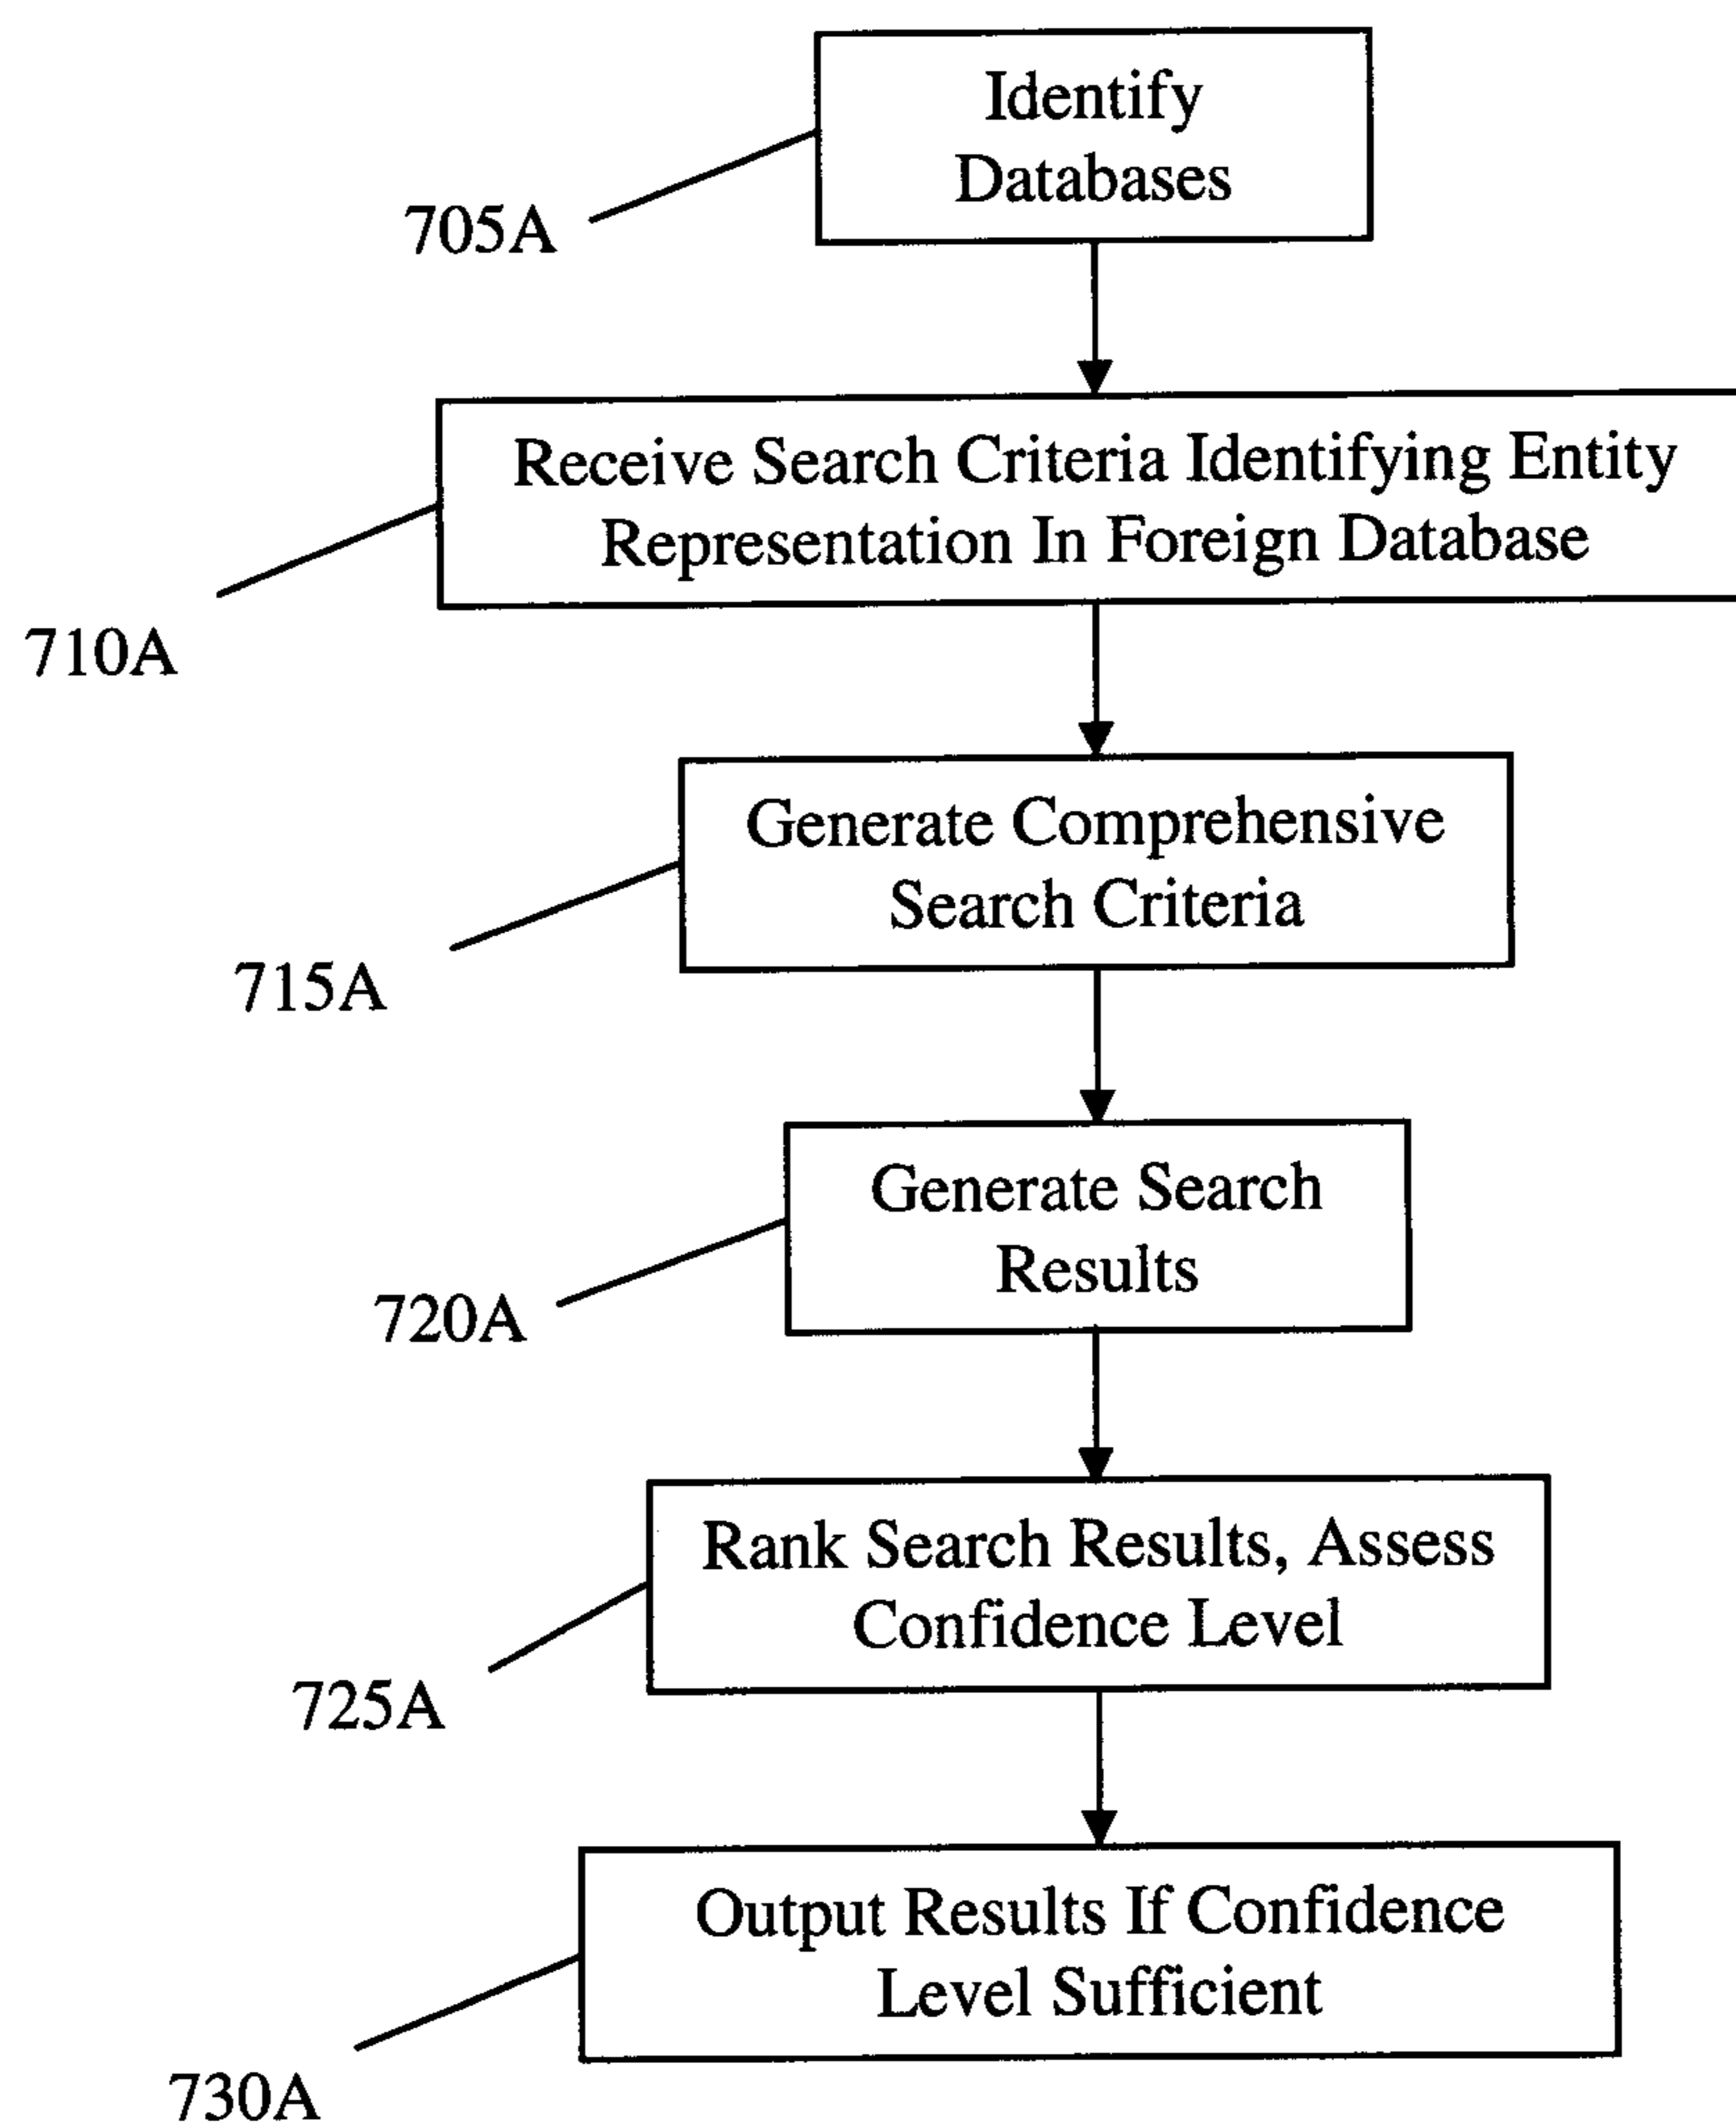 Identify
Databases
705A
Receive Search Criteria Identifying Entity
Representation In Foreign Database
710A
Generate Comprehensive
Search Criteria
715A
Generate Search
Results
720A
Rank Search Results, Assess
Confidence Level
725A
Output Results If Confidence
Level Sufficient
730A